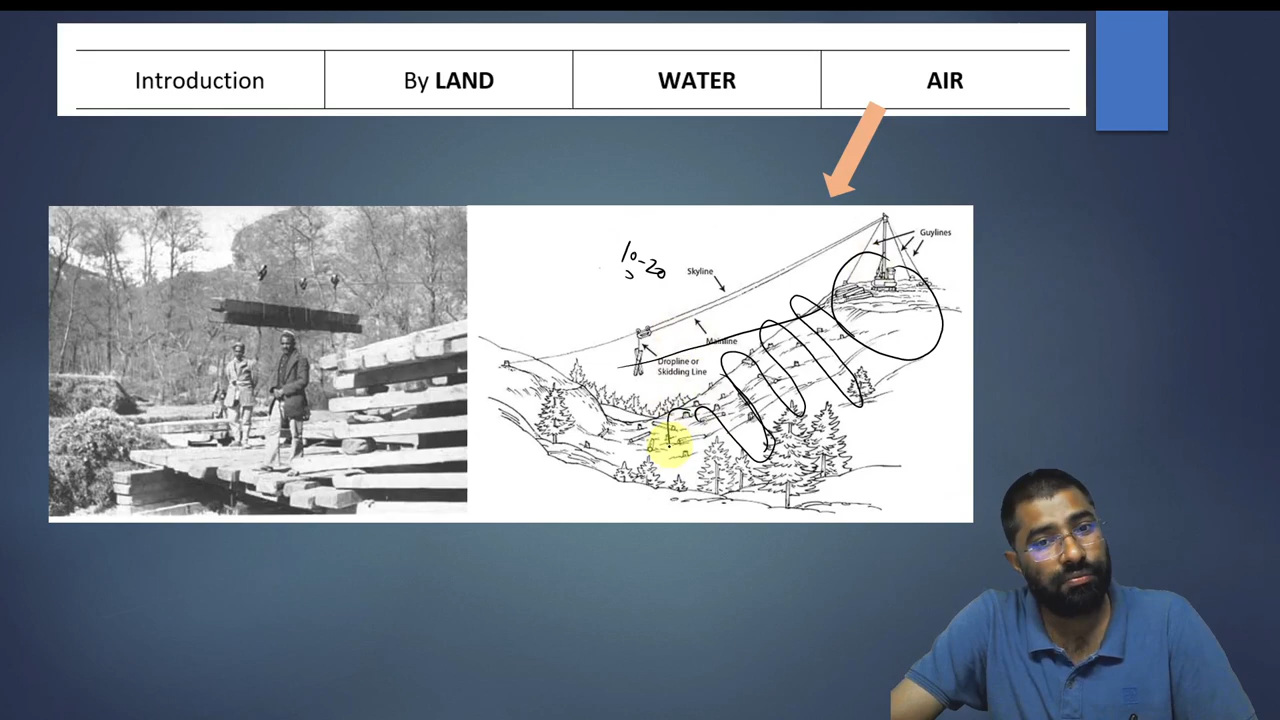 Introduction
By LAND
WATER
AIR
Guylines
10-20
Skyline
Mainline
Dropline or
Skidding Line